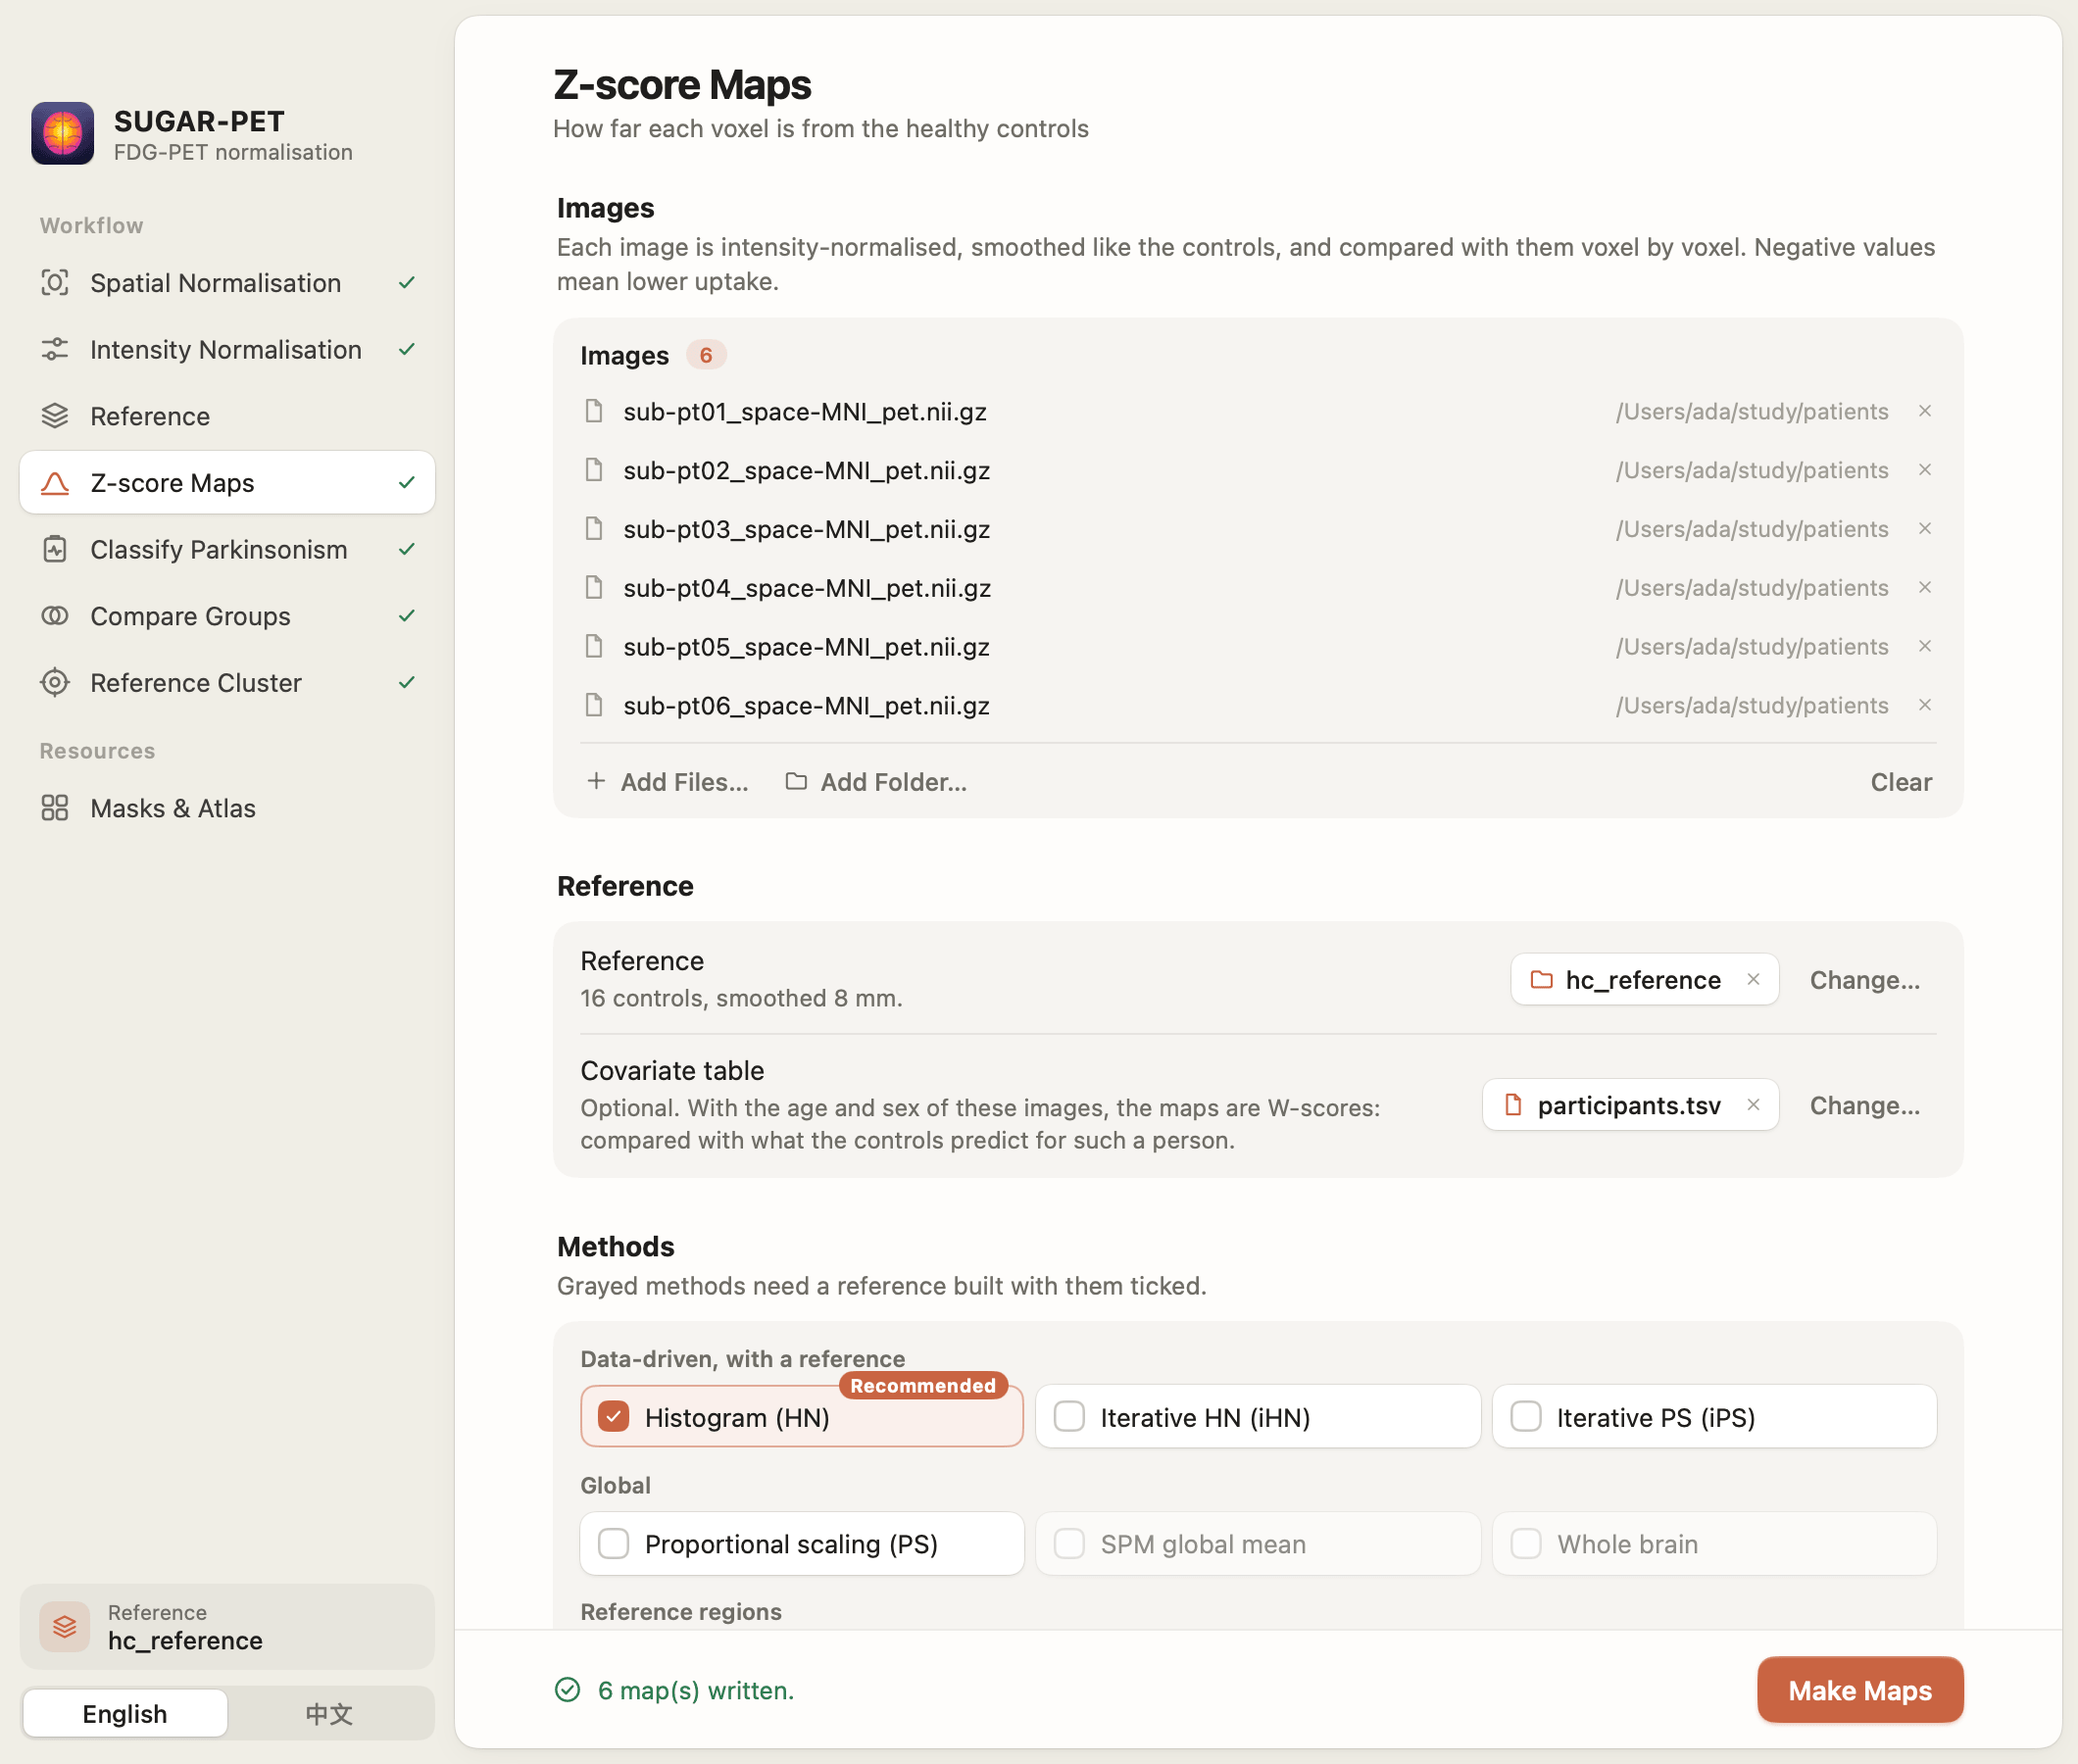 SUGAR-PET
FDG-PET normalisation
Workflow
Spatial Normalisation
Intensity Normalisation
Reference
Z-score Maps
Classify Parkinsonism
Compare Groups
Reference Cluster
Resources
Masks & Atlas
Reference
hc_reference
English
中文
Z-score Maps
How far each voxel is from the healthy controls
Images
Each image is intensity-normalised, smoothed like the controls, and compared with them voxel by voxel. Negative values
mean lower uptake.
Images 6
sub-pt01_space-MNI_pet.nii.gz /Users/ada/study/patients
sub-pt02_space-MNI_pet.nii.gz /Users/ada/study/patients
sub-pt03_space-MNI_pet.nii.gz /Users/ada/study/patients
sub-pt04_space-MNI_pet.nii.gz /Users/ada/study/patients
sub-pt05_space-MNI_pet.nii.gz /Users/ada/study/patients
sub-pt06_space-MNI_pet.nii.gz /Users/ada/study/patients
Add Files... Add Folder... Clear
Reference
Reference
16 controls, smoothed 8 mm.
hc_reference Change...
Covariate table
Optional. With the age and sex of these images, the maps are W-scores:
compared with what the controls predict for such a person.
participants.tsv Change...
Methods
Grayed methods need a reference built with them ticked.
Data-driven, with a reference
Recommended
Histogram (HN) Iterative HN (iHN) Iterative PS (iPS)
Global
Proportional scaling (PS) SPM global mean Whole brain
Reference regions
6 map(s) written.
Make Maps